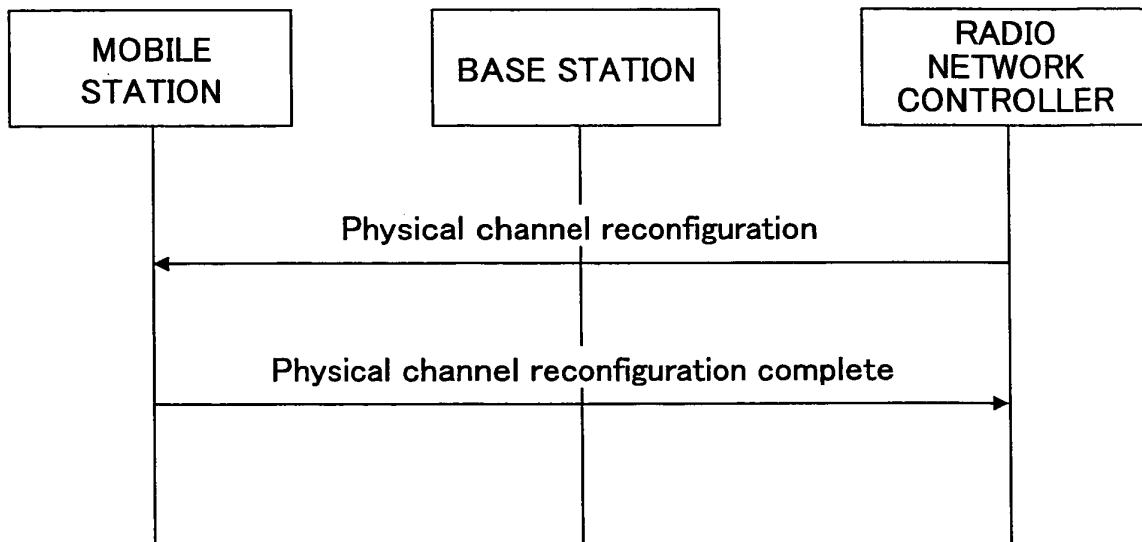 MOBILE
STATION
BASE STATION
RADIO
NETWORK
CONTROLLER
Physical channel reconfiguration
Physical channel reconfiguration complete